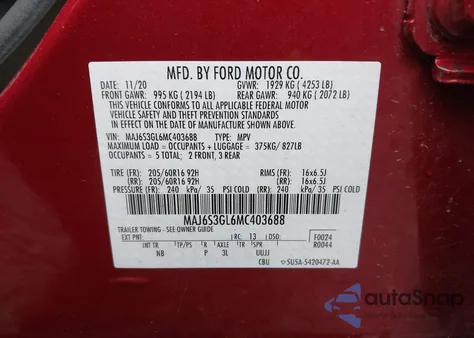 MFD. BY FORD MOTOR CO.
11/20 GVWR: 1929 KG ( 4253 LB)
FRONT GAWR: 995 KG ( 2194 LB) REAR GAWR: 940 KG ( 2072 LB)
THIS VEHICLE CONFORMS TO ALL APPLICABLE FEDERAL MOTOR
VEHICLE SAFETY AND THEFT PREVENTION STANDARDS
IN EFFECT ON THE DATE OF MANUFACTURE SHOWN ABOVE.
VIN: MAJ6S3GL6MC403688 TYPE: MPV
MAXIMUM LOAD = OCCUPANTS + LUGGAGE = 375KG/ 827LB
OCCUPANTS = 5 TOTAL; 2 FRONT, 3 REAR
TIRE (FR): 205/60R16 92H RIMS (FR): 16x6.5J
(RR): 205/60R16 92H (RR): 16x6.5J
PRESSURE (FR): 240 kPa/ 35 PSI COLD (RR): 240 kPa/ 35 PSI COLD
MAJ6S3GL6MC403688
TRAILER TOWING - SEE OWNER GUIDE
EXT PNT: RC: 13 DSO: F0024
R0044
INT TR TP/PS R AXLE TR SPR
NB P 3L UUJJ
CBU 5U5A-5420472-AA
autoSnap